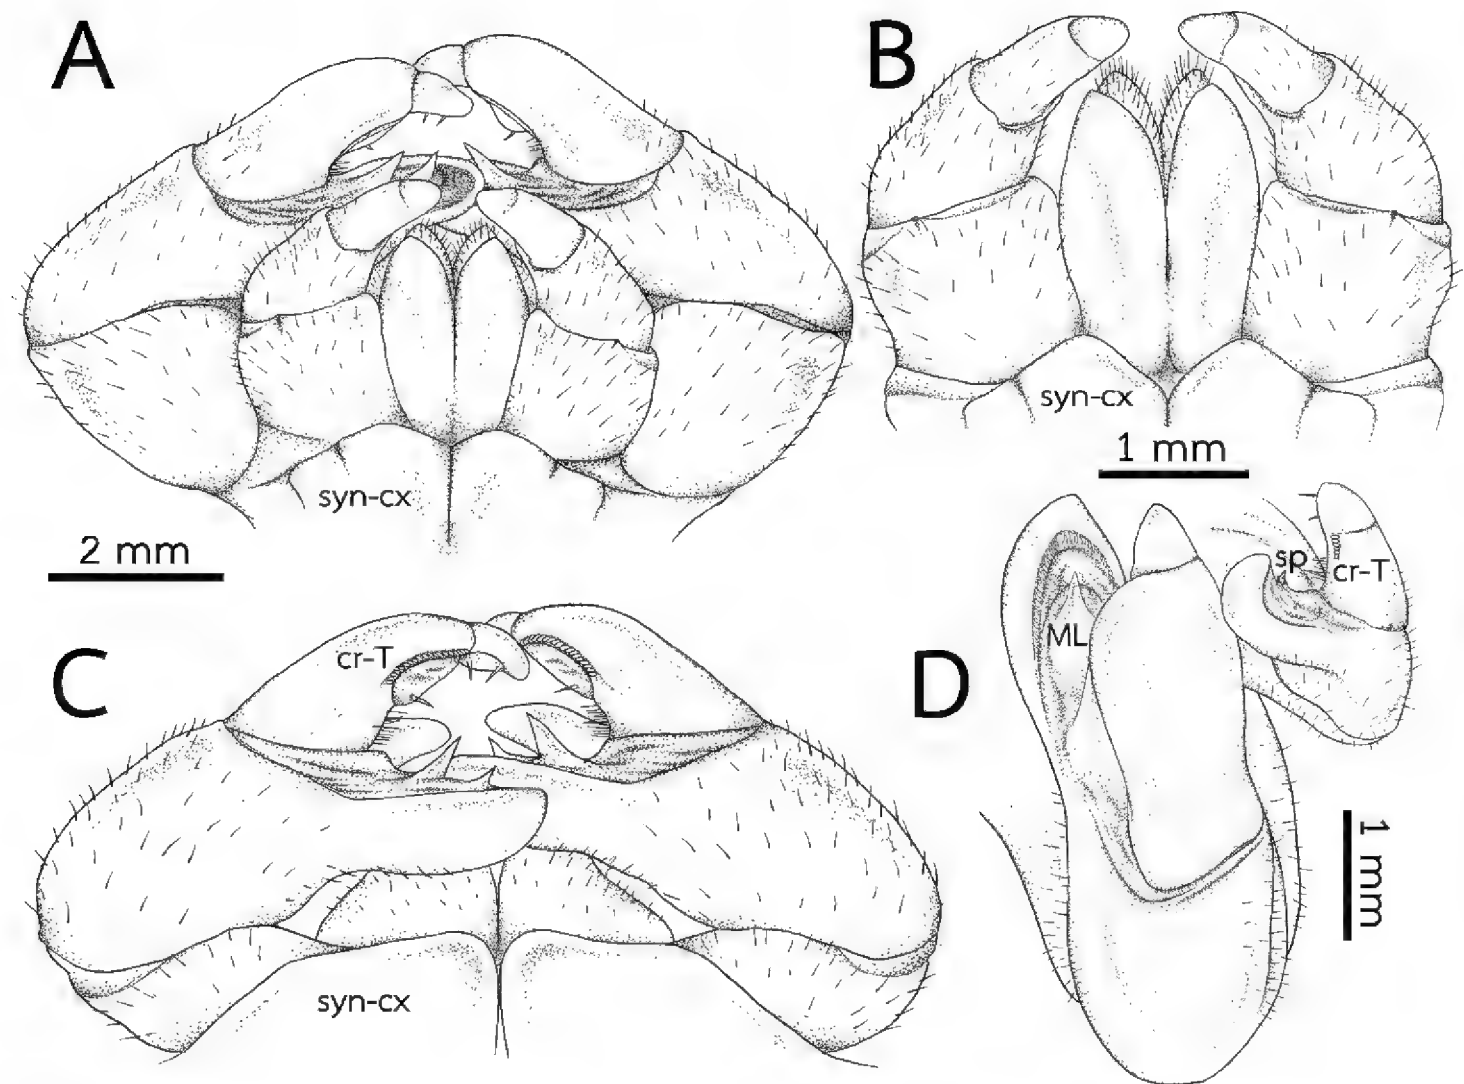 A
B
syn-cx
syn-cx
1 mm
2 mm
sp
cr-T
ML
cr-T
C
D
1 mm
syn-cx